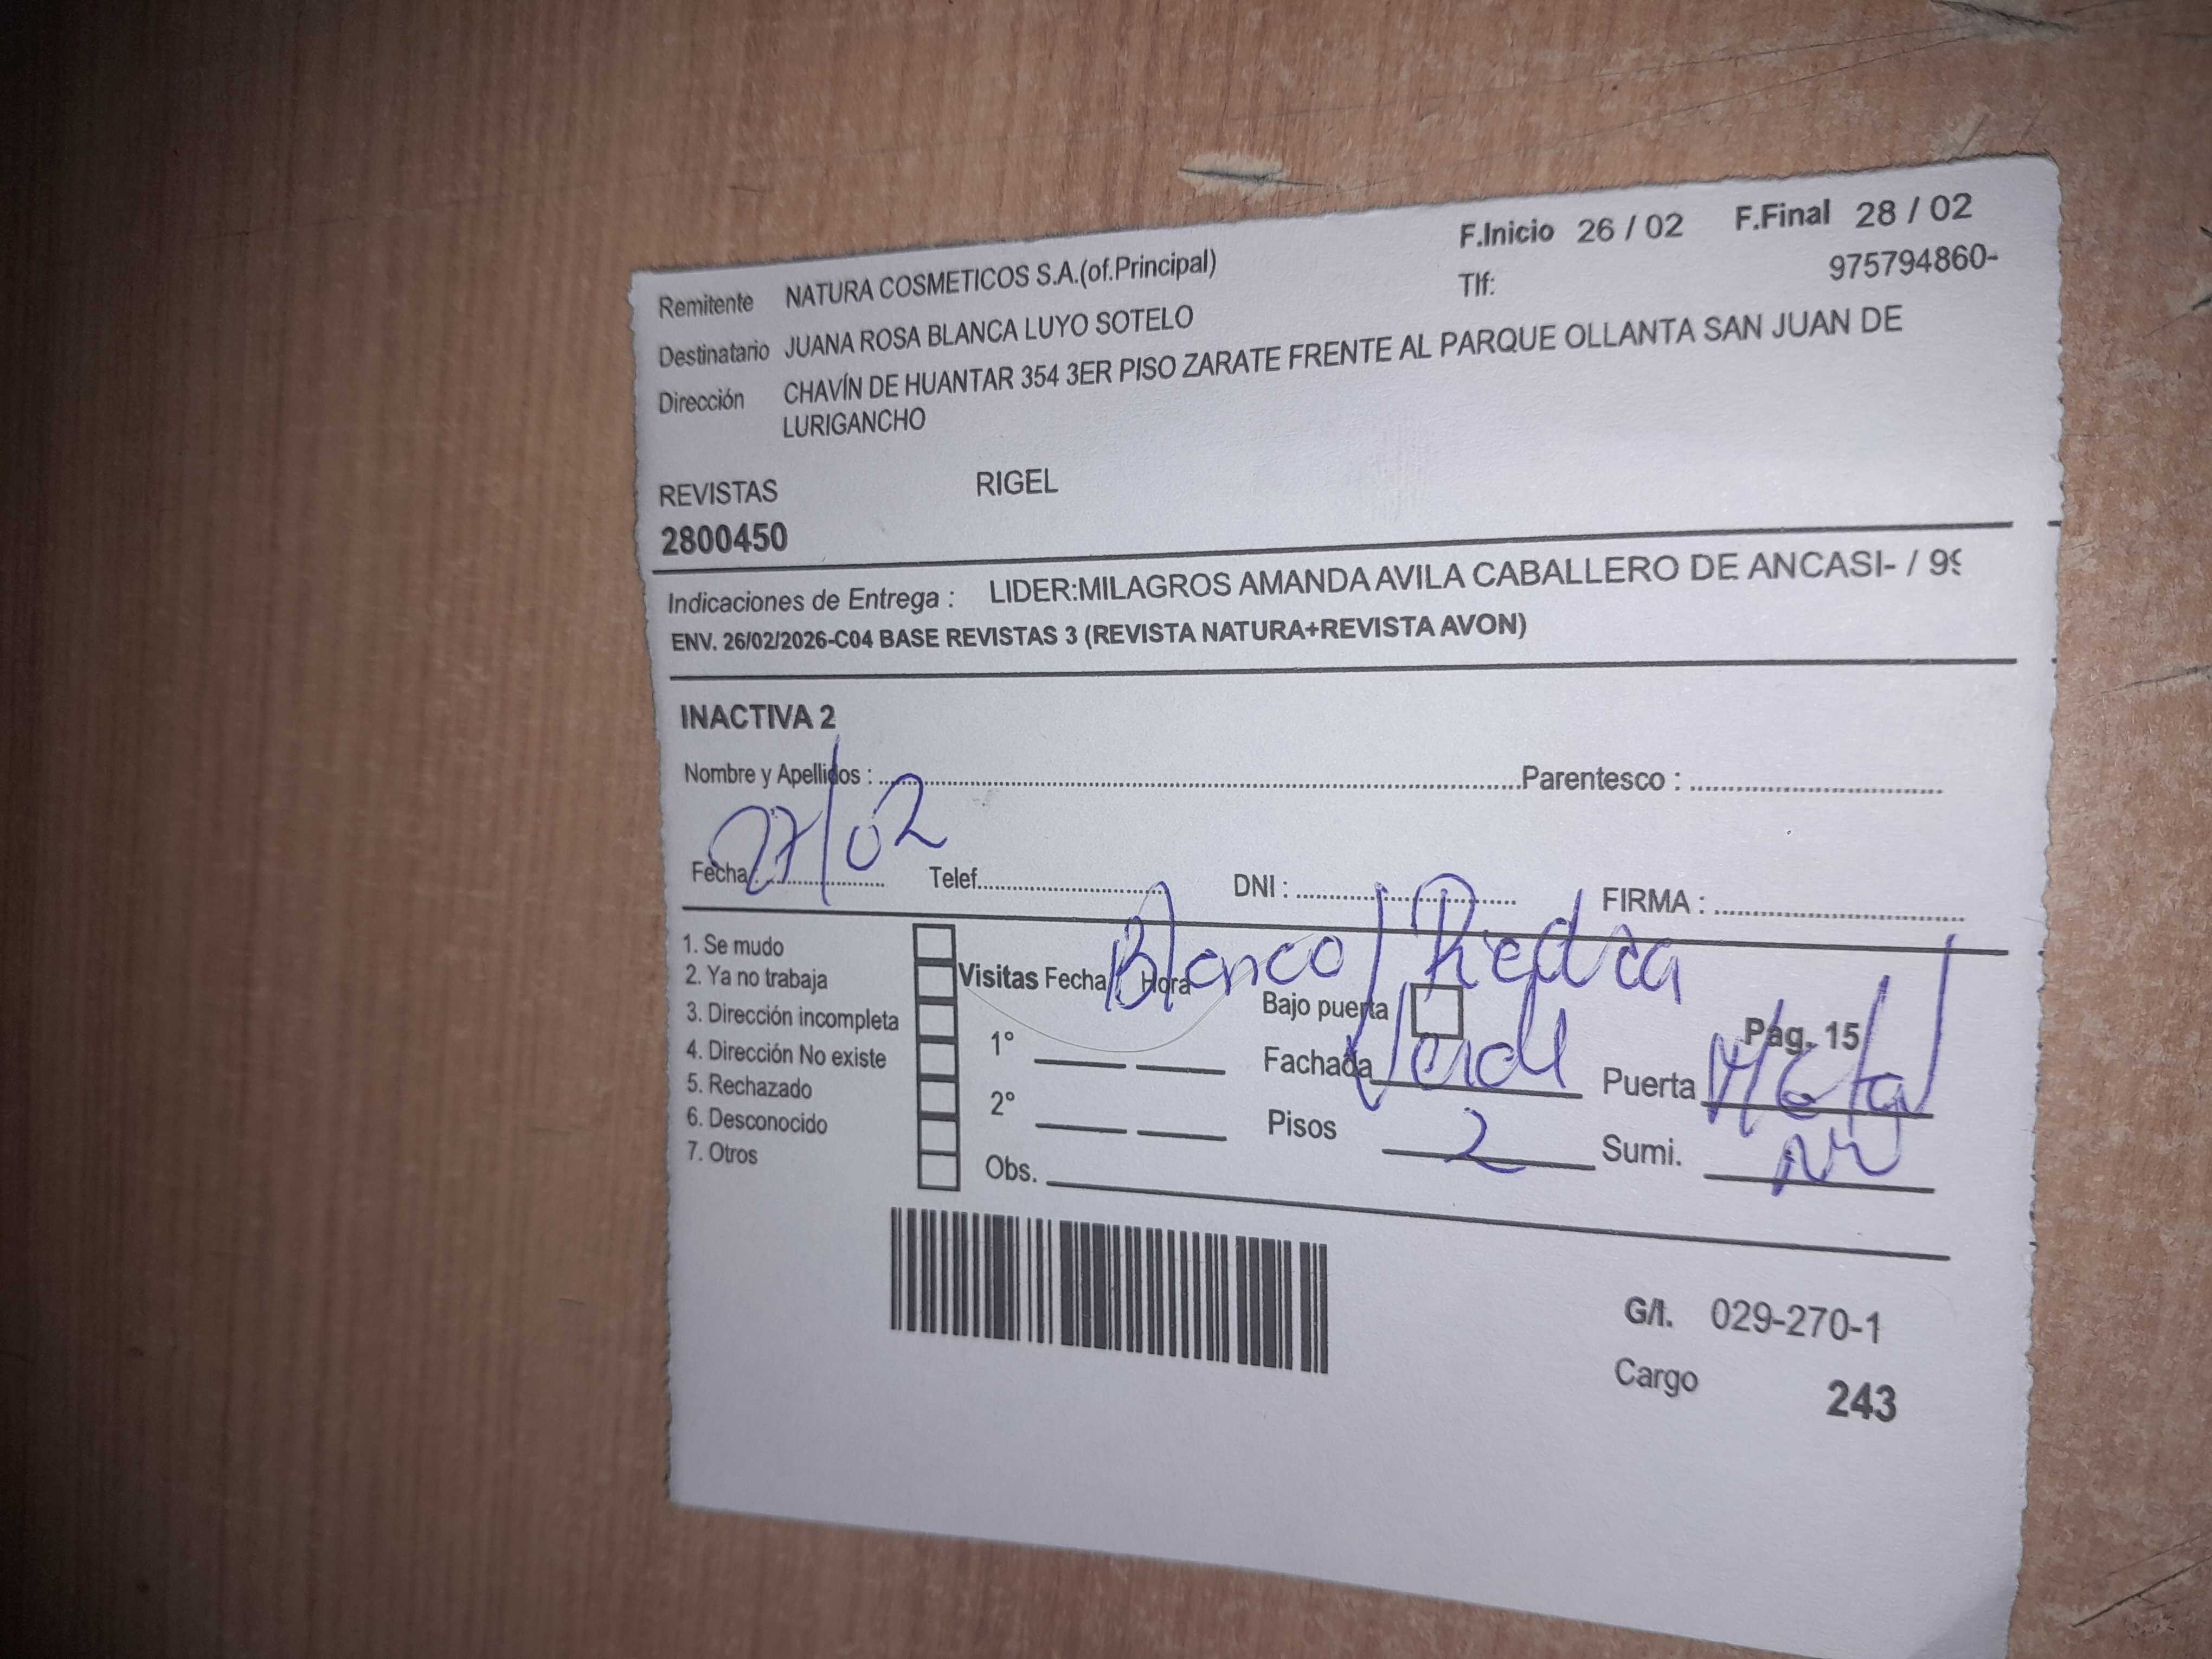 F.Inicio 26 / 02 F.Final 28 / 02
Remitente NATURA COSMETICOS S.A.(of.Principal) Tlf: 975794860-
Destinatario JUANA ROSA BLANCA LUYO SOTELO
Dirección CHAVÍN DE HUANTAR 354 3ER PISO ZARATE FRENTE AL PARQUE OLLANTA SAN JUAN DE
LURIGANCHO
REVISTAS RIGEL
2800450
Indicaciones de Entrega : LIDER:MILAGROS AMANDA AVILA CABALLERO DE ANCASI- / 99
ENV. 26/02/2026-C04 BASE REVISTAS 3 (REVISTA NATURA+REVISTA AVON)
INACTIVA 2
Nombre y Apellidos : Parentesco :
Fecha : 27/02 Telef. DNI : FIRMA :
Blanco/Piedra
1. Se mudo
2. Ya no trabaja Visitas Fecha Hora Bajo puerta
3. Dirección incompleta 1° Pag. 15
4. Dirección No existe Fachada Verde Puerta Metal
5. Rechazado 2°
6. Desconocido Pisos 2 Sumi.
7. Otros Obs.
G/I. 029-270-1
Cargo 243